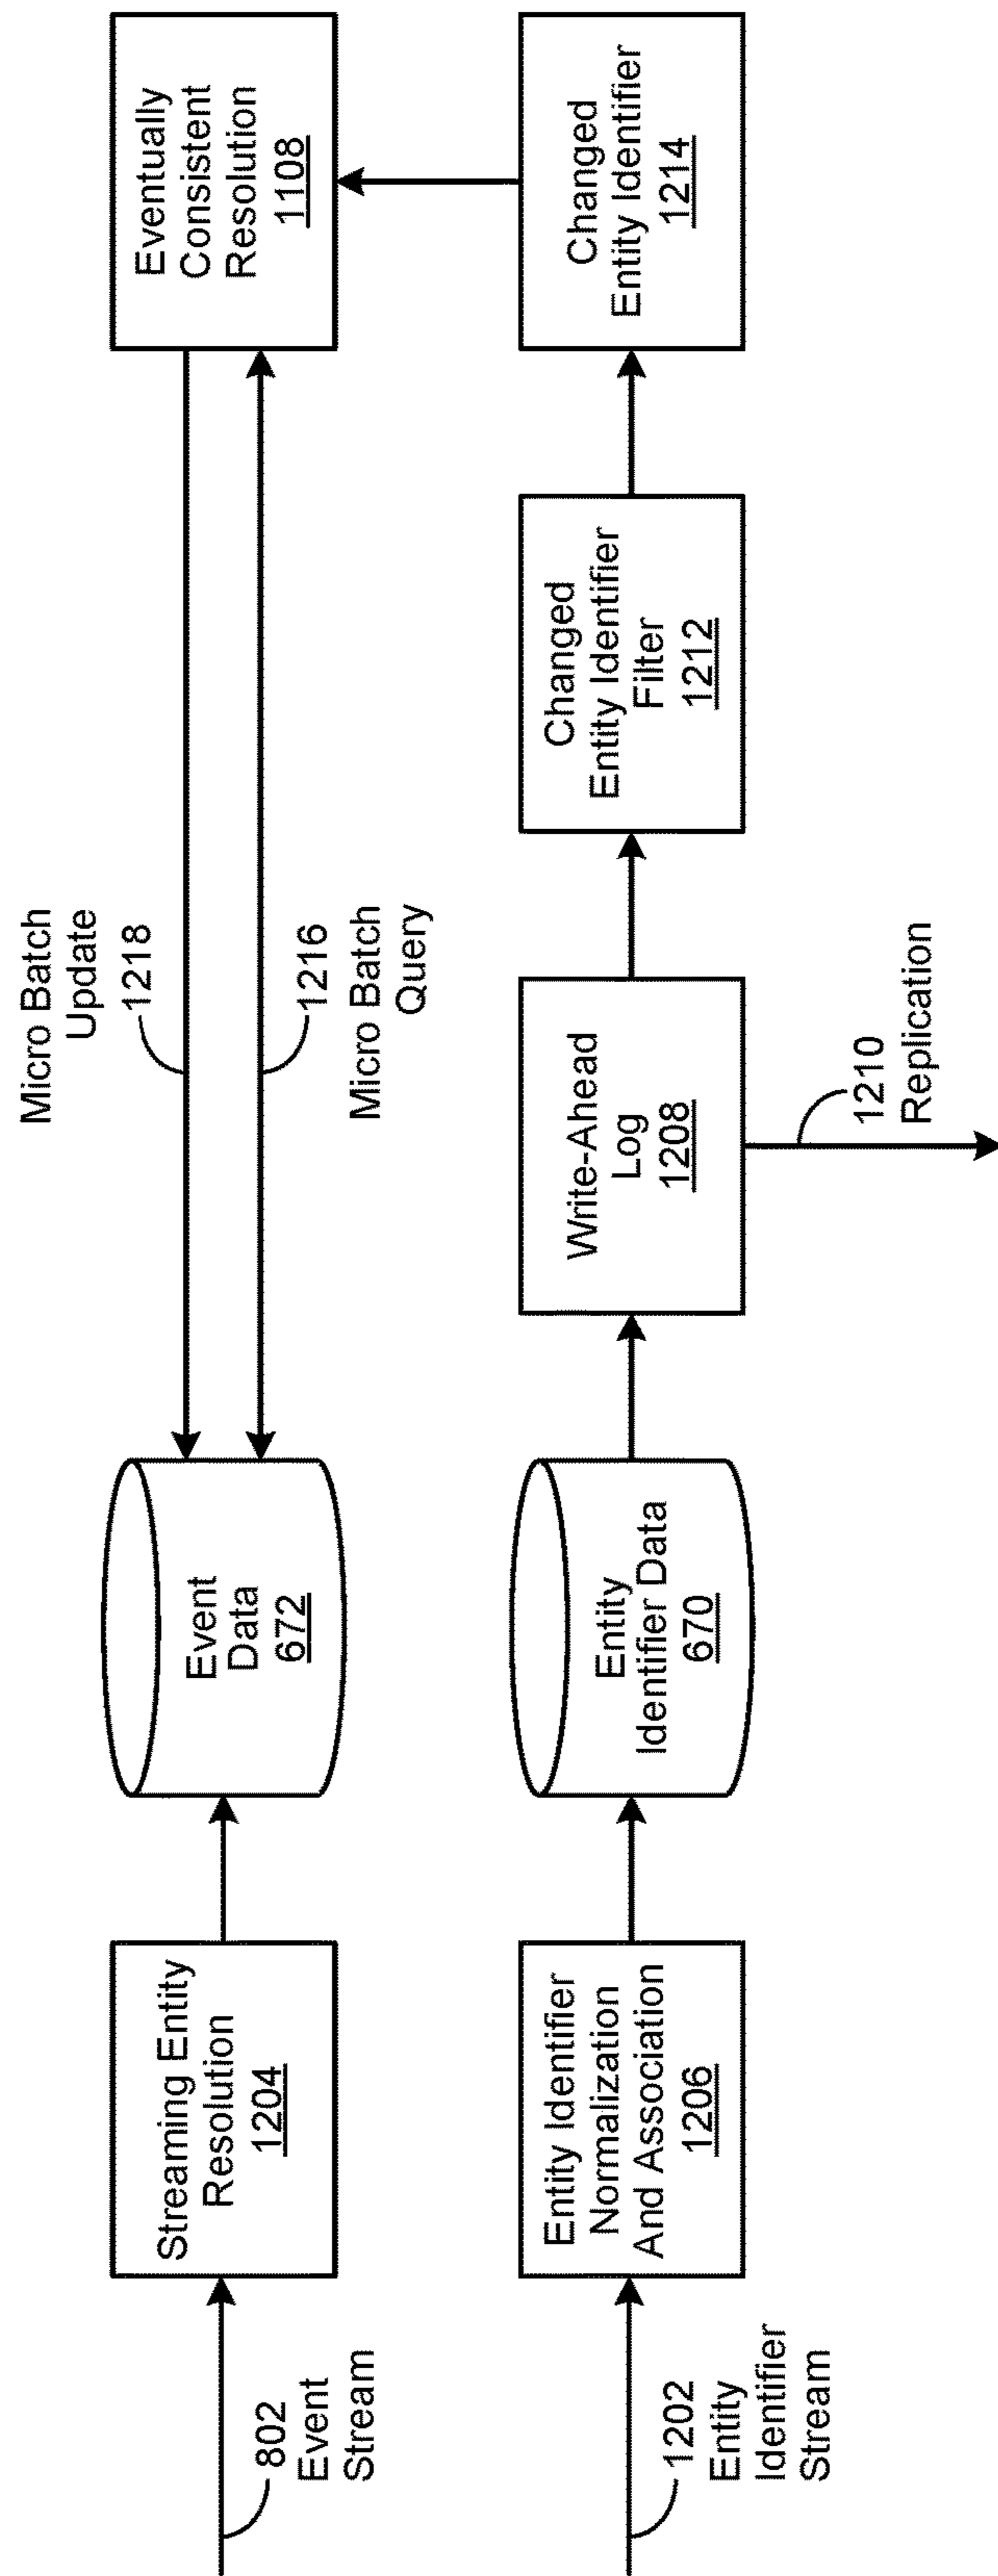 802
Event
Stream
Streaming Entity
Resolution
1204
Event
Data
672
Micro Batch
Update
1218
1216
Micro Batch
Query
Eventually
Consistent
Resolution
1108
1202
Entity
Identifier
Stream
Entity Identifier
Normalization
And Association
1206
Entity
Identifier Data
670
Write-Ahead
Log
1208
1210
Replication
Changed
Entity Identifier
Filter
1212
Changed
Entity Identifier
1214